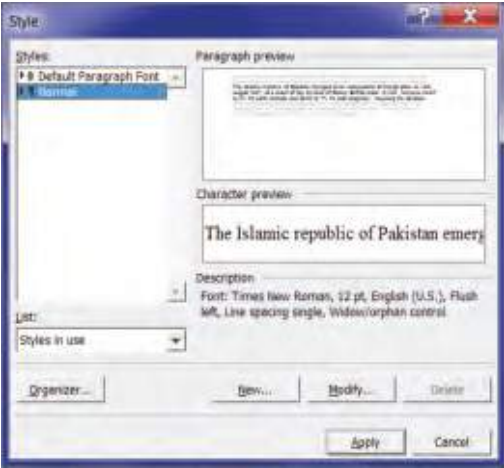 Style
Styles:
Default Paragraph Font
Normal
List:
Styles in use
Paragraph preview
Character preview
The Islamic republic of Pakistan emerg
Description
Font: Times New Roman, 12 pt, English (U.S.), Flush
left, Line spacing single, Widow/orphan control
Organizer...
New...
Modify...
Delete
Apply
Cancel